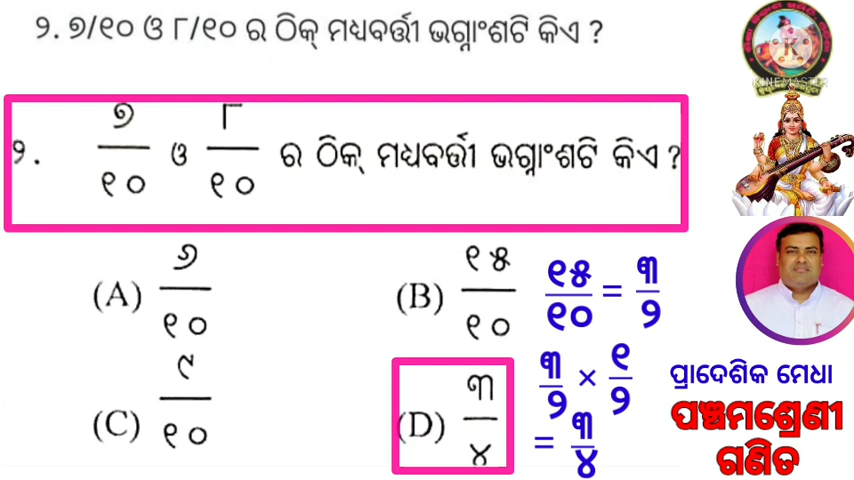 ୨. ୭/୧୦ ଓ ୮/୧୦ ର ଠିକ୍ ମଧ୍ୟବର୍ତ୍ତୀ ଭଗ୍ନାଂଶଟି କିଏ ?
KINEMASTER
୨. ୭/୧୦ ଓ ୮/୧୦ ର ଠିକ୍ ମଧ୍ୟବର୍ତ୍ତୀ ଭଗ୍ନାଂଶଟି କିଏ ?
(A) ୬/୧୦
(B) ୧୫/୧୦ ୧୫/୧୦ = ୩/୨
(C) ୯/୧୦
(D) ୩/୪ ୩/୨ × ୧/୨
= ୩/୪
ପ୍ରାଦେଶିକ ମେଧା
ପଞ୍ଚମଶ୍ରେଣୀ
ଗଣିତ